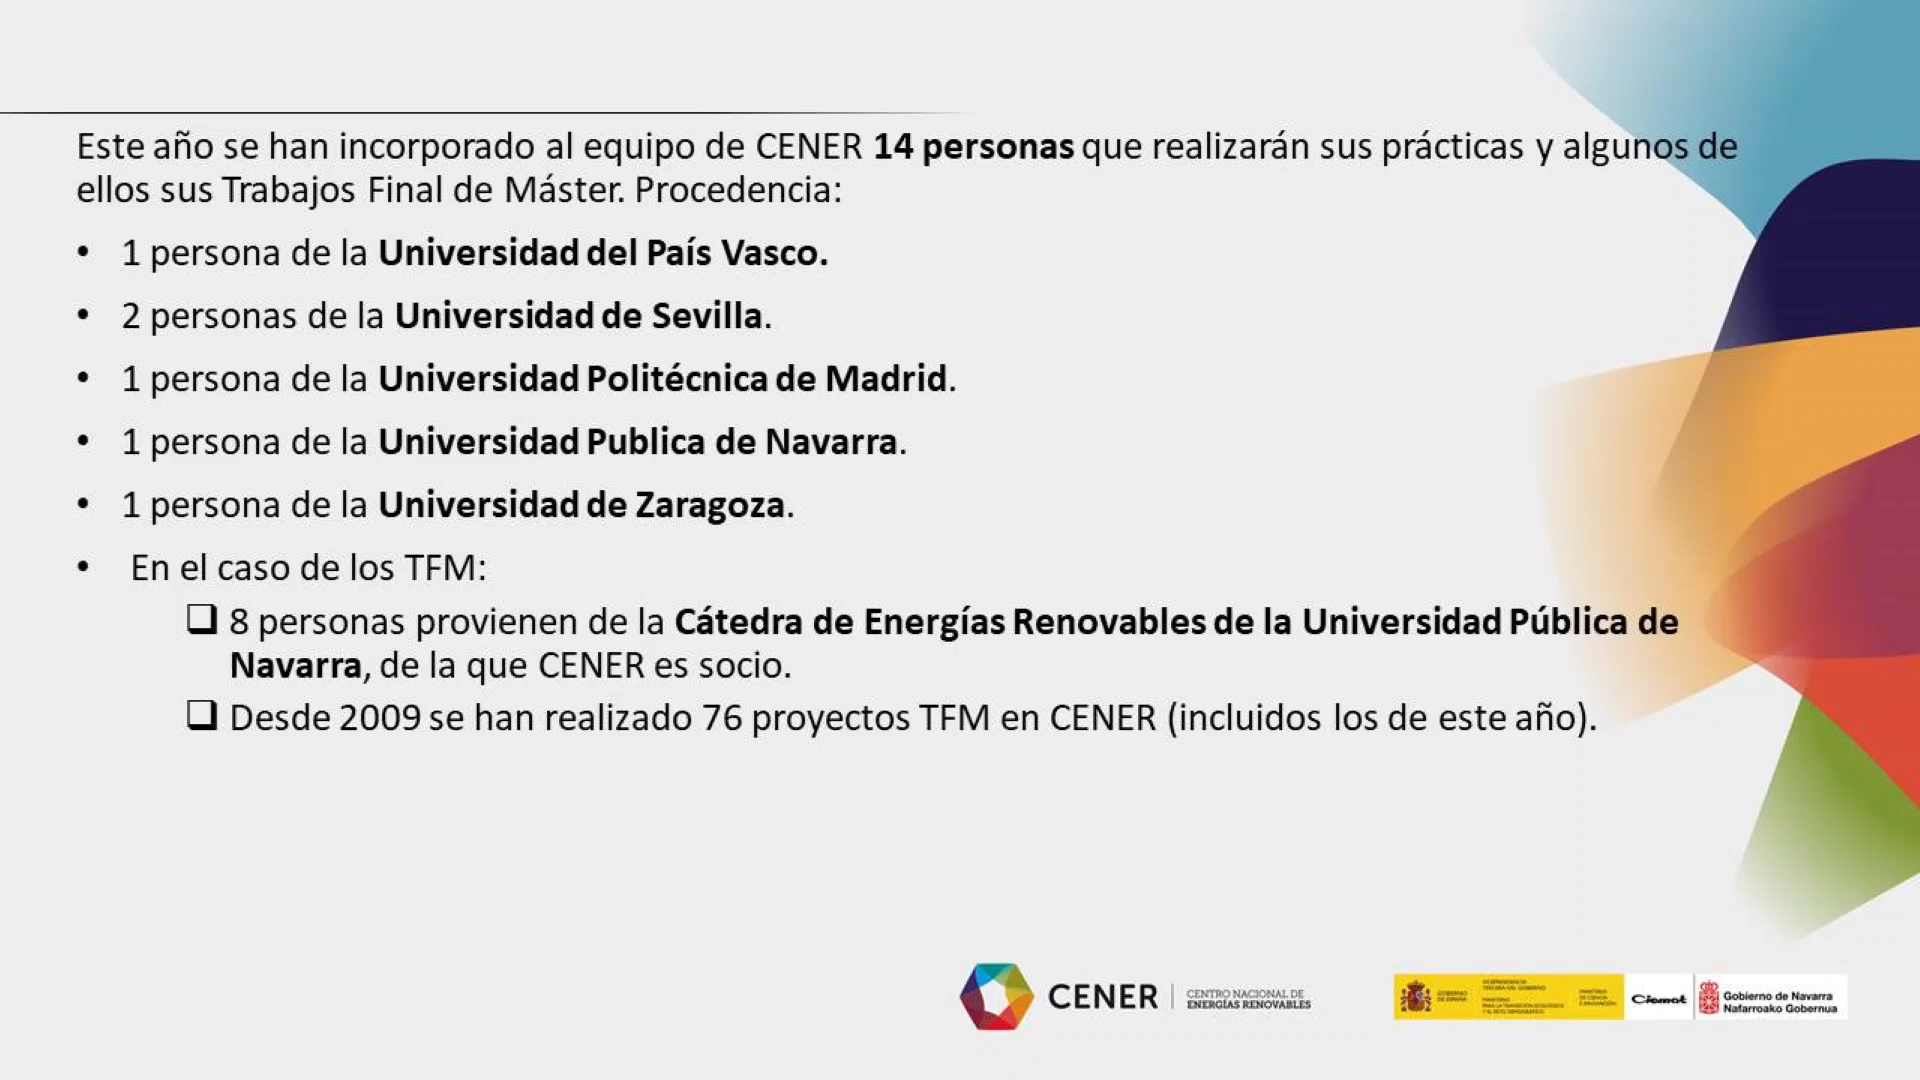 Este año se han incorporado al equipo de CENER 14 personas que realizarán sus prácticas y algunos de
ellos sus Trabajos Final de Máster. Procedencia:
• 1 persona de la Universidad del País Vasco.
• 2 personas de la Universidad de Sevilla.
• 1 persona de la Universidad Politécnica de Madrid.
• 1 persona de la Universidad Publica de Navarra.
• 1 persona de la Universidad de Zaragoza.
• En el caso de los TFM:
❑ 8 personas provienen de la Cátedra de Energías Renovables de la Universidad Pública de
Navarra, de la que CENER es socio.
❑ Desde 2009 se han realizado 76 proyectos TFM en CENER (incluidos los de este año).
CENER
CENTRO NACIONAL DE
ENERGÍAS RENOVABLES
GOBIERNO
DE ESPAÑA
Ciemat
Gobierno de Navarra
Nafarroako Gobernua